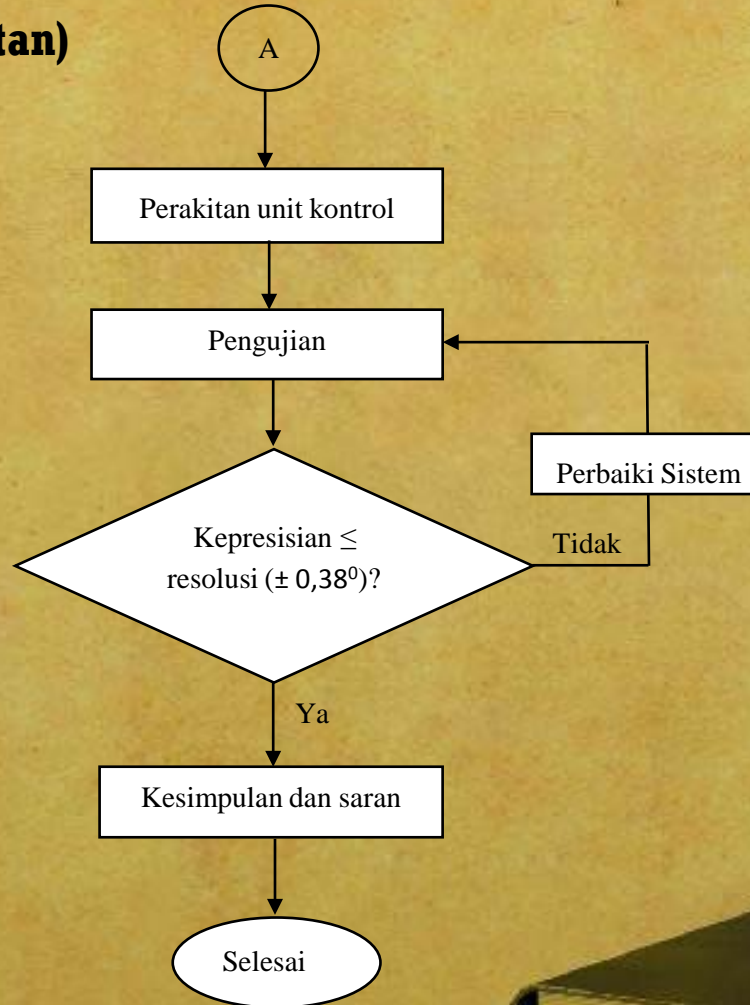 tan)
A
Perakitan unit kontrol
Pengujian
Perbaiki Sistem
Kepresisian ≤
resolusi (± 0,38⁰)?
Tidak
Ya
Kesimpulan dan saran
Selesai